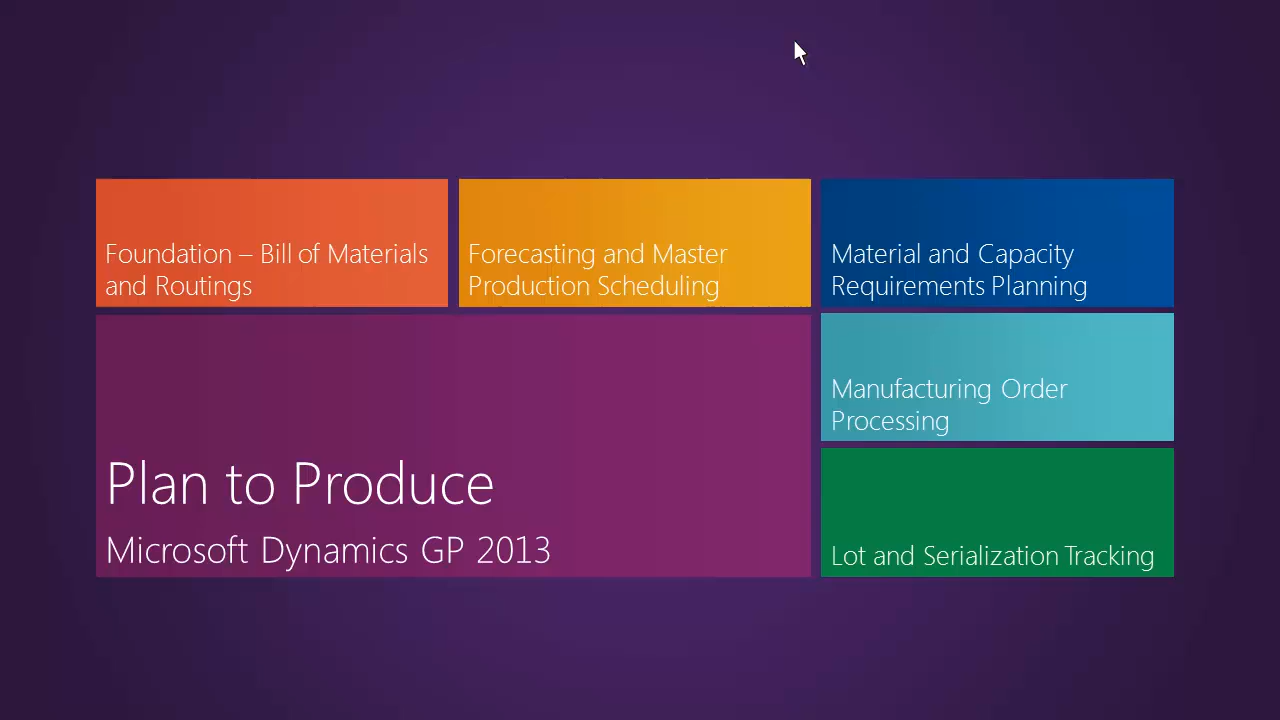 Foundation – Bill of Materials
and Routings
Forecasting and Master
Production Scheduling
Material and Capacity
Requirements Planning
Plan to Produce
Microsoft Dynamics GP 2013
Manufacturing Order
Processing
Lot and Serialization Tracking